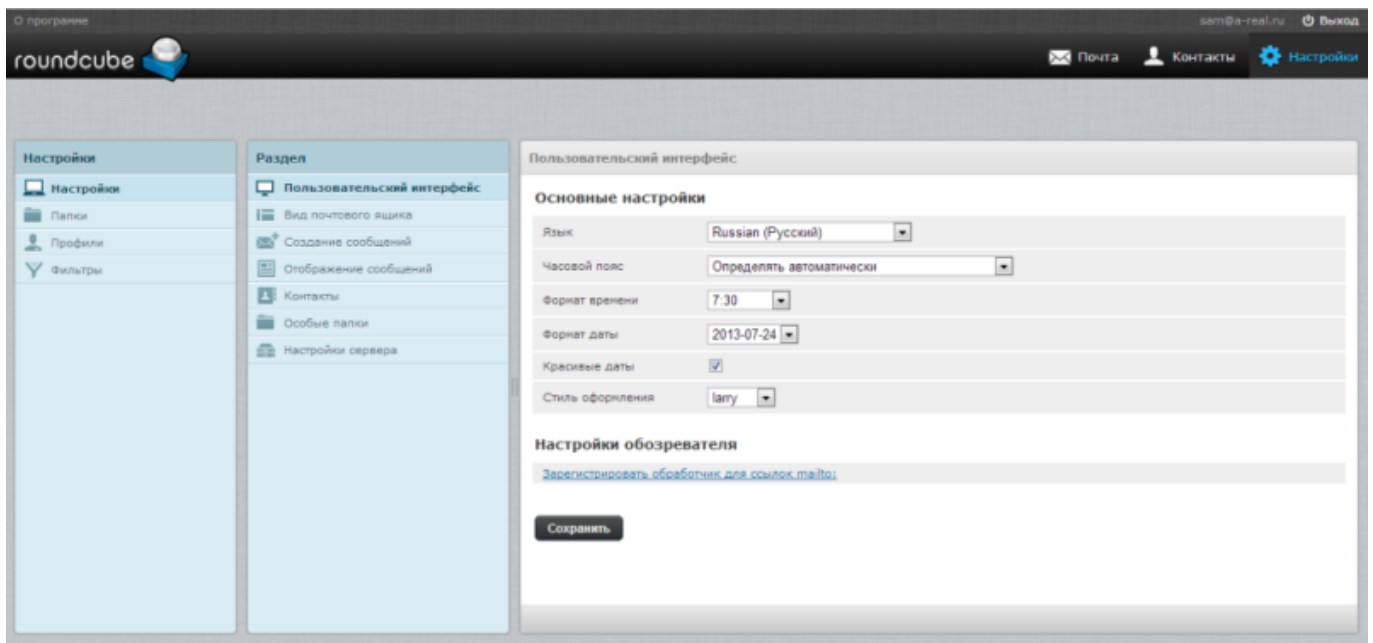 О программе
sam@a-real.ru Выход
roundcube
Почта Контакты Настройки
Настройки
Настройки
Папки
Профили
Фильтры
Раздел
Пользовательский интерфейс
Вид почтового ящика
Создание сообщений
Отображение сообщений
Контакты
Особые папки
Настройки сервера
Пользовательский интерфейс
Основные настройки
Язык Russian (Русский)
Часовой пояс Определять автоматически
Формат времени 7:30
Формат даты 2013-07-24
Красивые даты
Стиль оформления larry
Настройки обозревателя
Зарегистрировать обработчик для ссылок mailto:
Сохранить